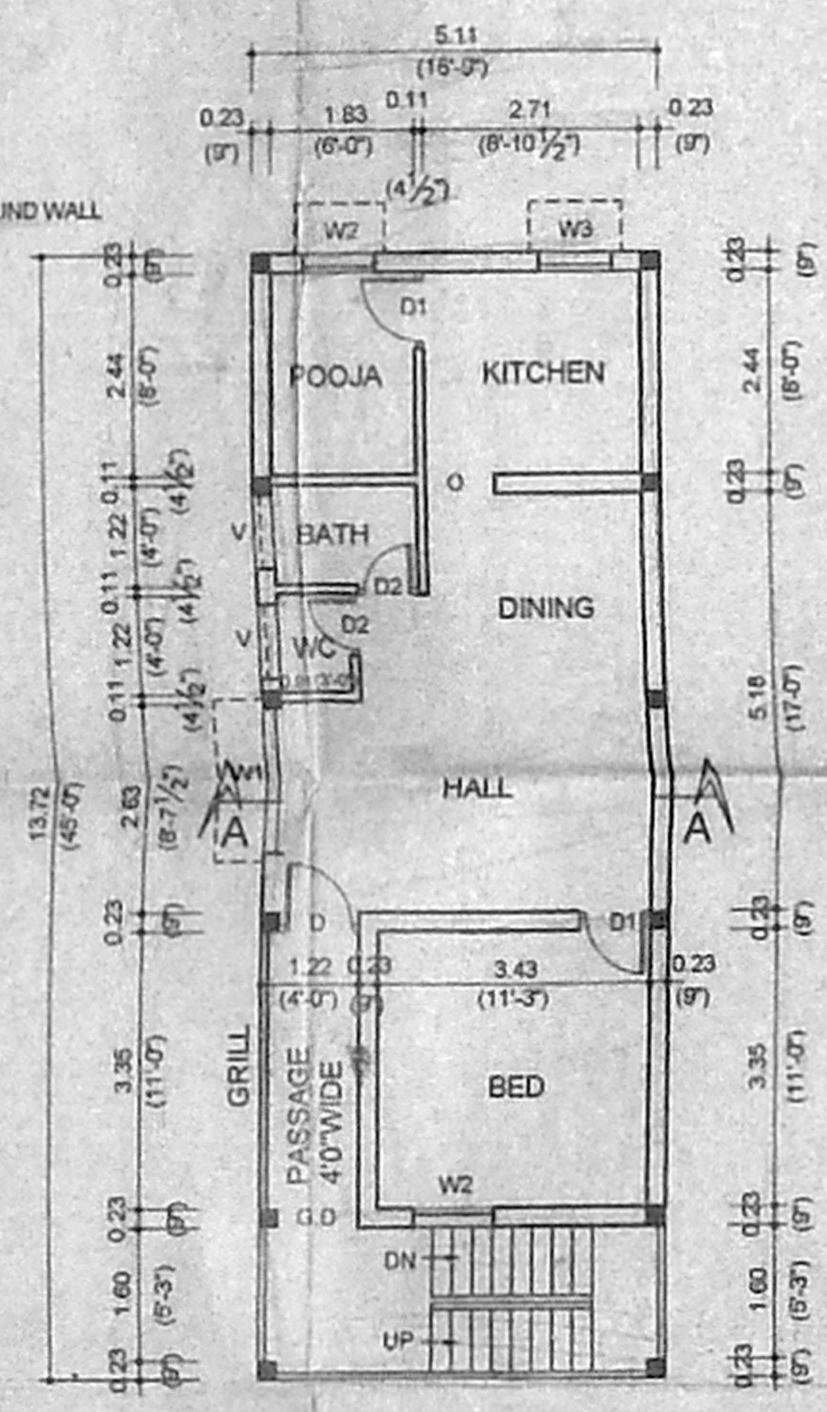 5.11
(16'-9")
0.23 1.83 0.11 2.71 0.23
(9") (6'-0") (4½") (8'-10½") (9")
UND WALL
W2 W3
D1
POOJA KITCHEN
O
BATH
V
D2
DINING
D2
V
WC
HALL
A A
D D1
1.22 0.23 3.43 0.23
(4'-0") (9") (11'-3") (9")
GRILL
PASSAGE
4'0"WIDE
BED
W2
G.D
DN
UP
13.72
(45'-0")
0.23 (9")
2.44 (8'-0")
0.11 (4½")
1.22 (4'-0")
0.11 (4½")
1.22 (4'-0")
0.11 (4½")
2.63 (8'-7½")
0.23 (9")
3.35 (11'-0")
0.23 (9")
1.60 (5'-3")
0.23 (9")
0.23 (9")
2.44 (8'-0")
0.23 (9")
5.18 (17'-0")
0.23 (9")
3.35 (11'-0")
0.23 (9")
1.60 (5'-3")
0.23 (9")